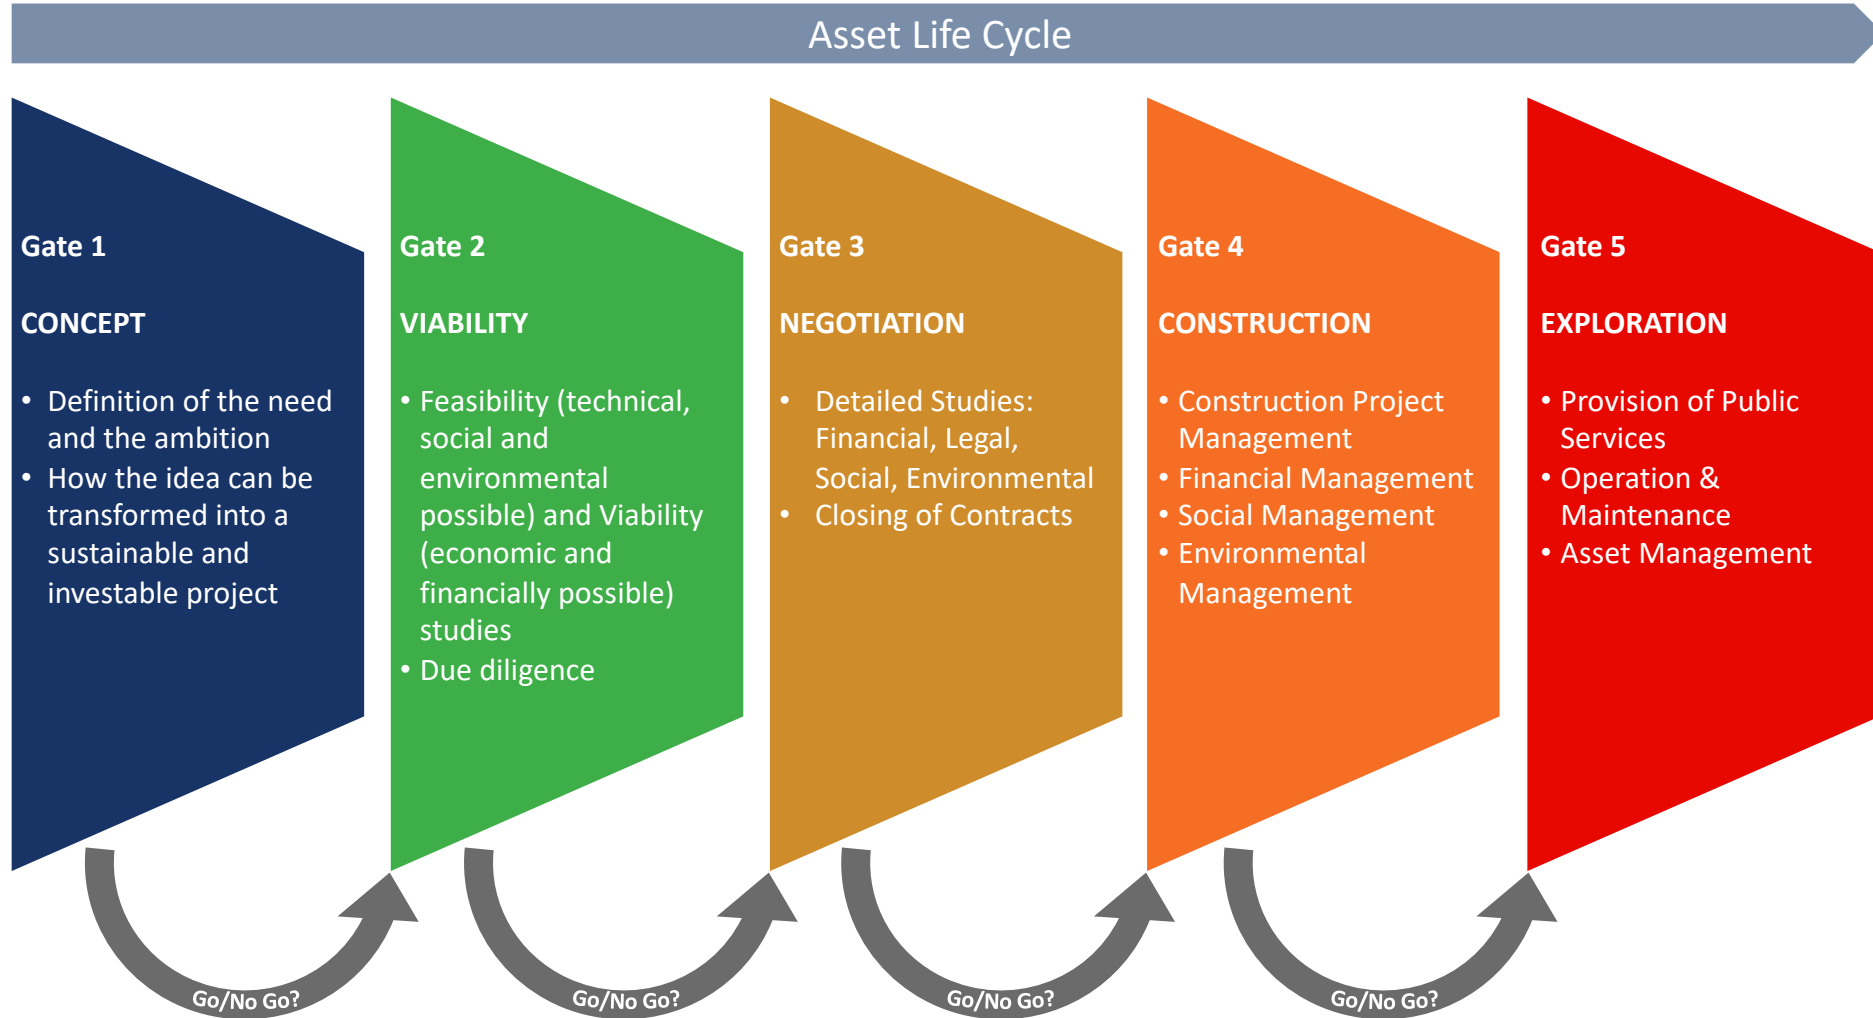 Asset Life Cycle
Gate 1
CONCEPT
• Definition of the need
and the ambition
• How the idea can be
transformed into a
sustainable and
investable project
Gate 2
VIABILITY
• Feasibility (technical,
social and
environmental
possible) and Viability
(economic and
financially possible)
studies
• Due diligence
Gate 3
NEGOTIATION
• Detailed Studies:
Financial, Legal,
Social, Environmental
• Closing of Contracts
Gate 4
CONSTRUCTION
• Construction Project
Management
• Financial Management
• Social Management
• Environmental
Management
Gate 5
EXPLORATION
• Provision of Public
Services
• Operation &
Maintenance
• Asset Management
Go/No Go?
Go/No Go?
Go/No Go?
Go/No Go?